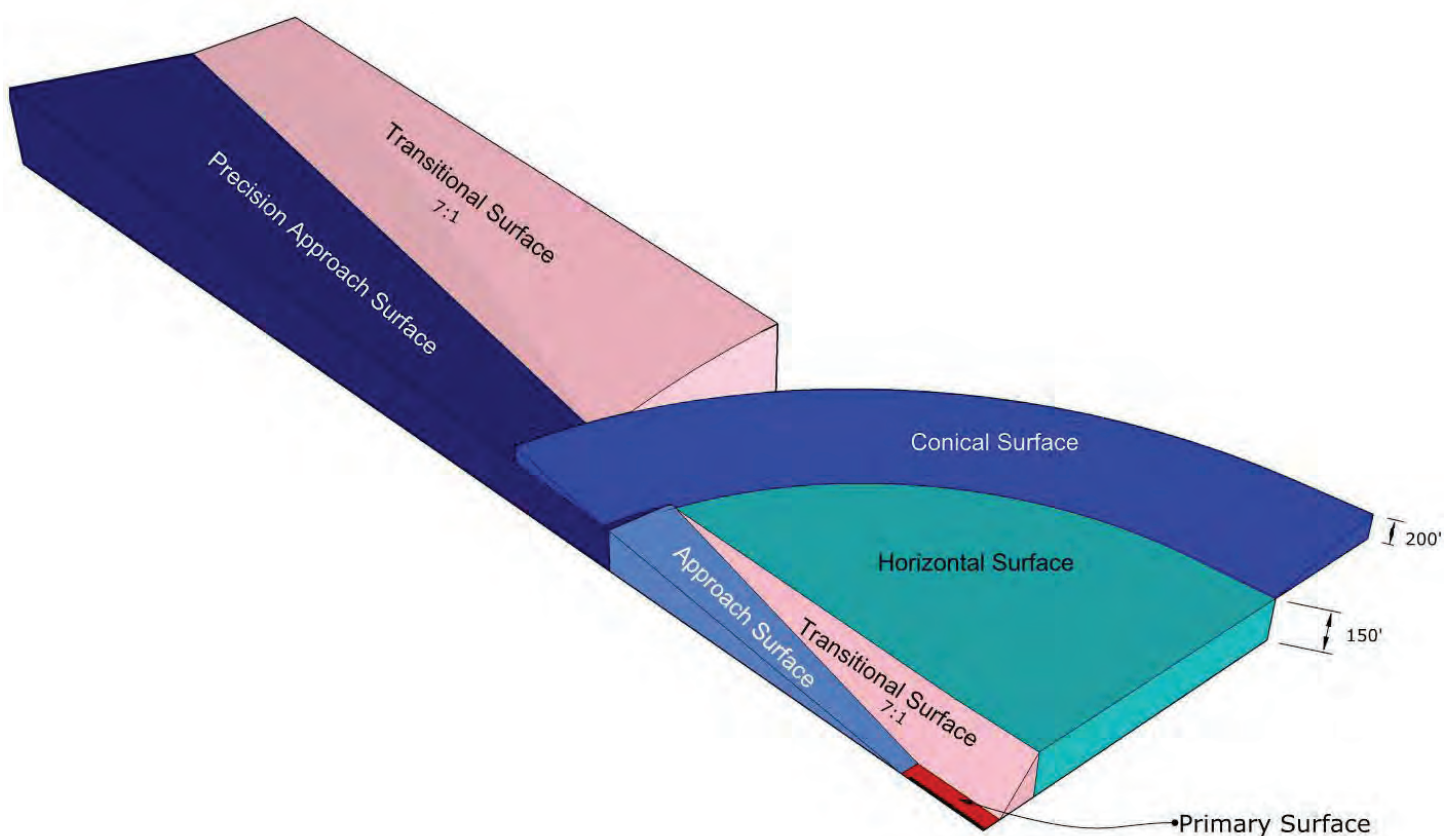 Transitional Surface
7:1
Precision Approach Surface
Conical Surface
200'
Horizontal Surface
Approach Surface
150'
Transitional Surface
7:1
Primary Surface